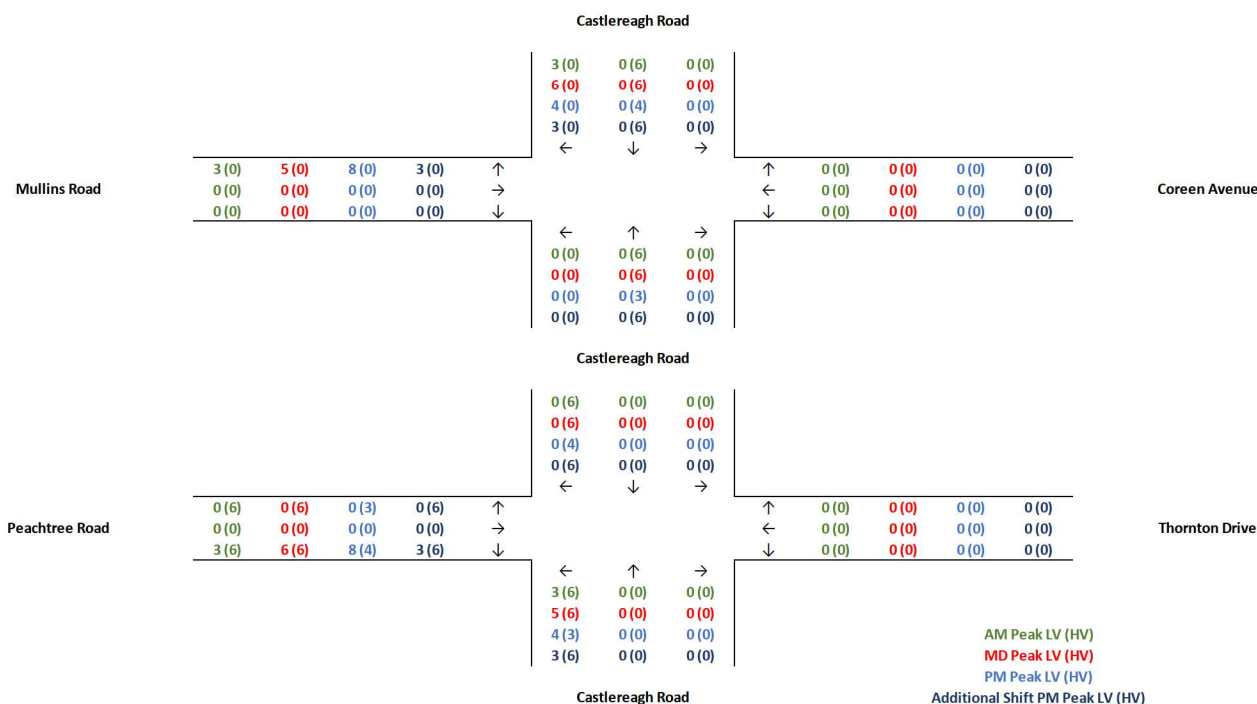 Castlereagh Road
3 (0) 0 (6) 0 (0)
6 (0) 0 (6) 0 (0)
4 (0) 0 (4) 0 (0)
3 (0) 0 (6) 0 (0)
← ↓ →
3 (0) 5 (0) 8 (0) 3 (0) ↑ ↑ 0 (0) 0 (0) 0 (0) 0 (0)
Mullins Road 0 (0) 0 (0) 0 (0) 0 (0) → ← 0 (0) 0 (0) 0 (0) 0 (0) Coreen Avenue
0 (0) 0 (0) 0 (0) 0 (0) ↓ ↓ 0 (0) 0 (0) 0 (0) 0 (0)
← ↑ →
0 (0) 0 (6) 0 (0)
0 (0) 0 (6) 0 (0)
0 (0) 0 (3) 0 (0)
0 (0) 0 (6) 0 (0)
Castlereagh Road
0 (6) 0 (0) 0 (0)
0 (6) 0 (0) 0 (0)
0 (4) 0 (0) 0 (0)
0 (6) 0 (0) 0 (0)
← ↓ →
0 (6) 0 (6) 0 (3) 0 (6) ↑ ↑ 0 (0) 0 (0) 0 (0) 0 (0)
Peachtree Road 0 (0) 0 (0) 0 (0) 0 (0) → ← 0 (0) 0 (0) 0 (0) 0 (0) Thornton Drive
3 (6) 6 (6) 8 (4) 3 (6) ↓ ↓ 0 (0) 0 (0) 0 (0) 0 (0)
← ↑ →
3 (6) 0 (0) 0 (0)
5 (6) 0 (0) 0 (0)
4 (3) 0 (0) 0 (0)
3 (6) 0 (0) 0 (0)
AM Peak LV (HV)
MD Peak LV (HV)
PM Peak LV (HV)
Castlereagh Road Additional Shift PM Peak LV (HV)